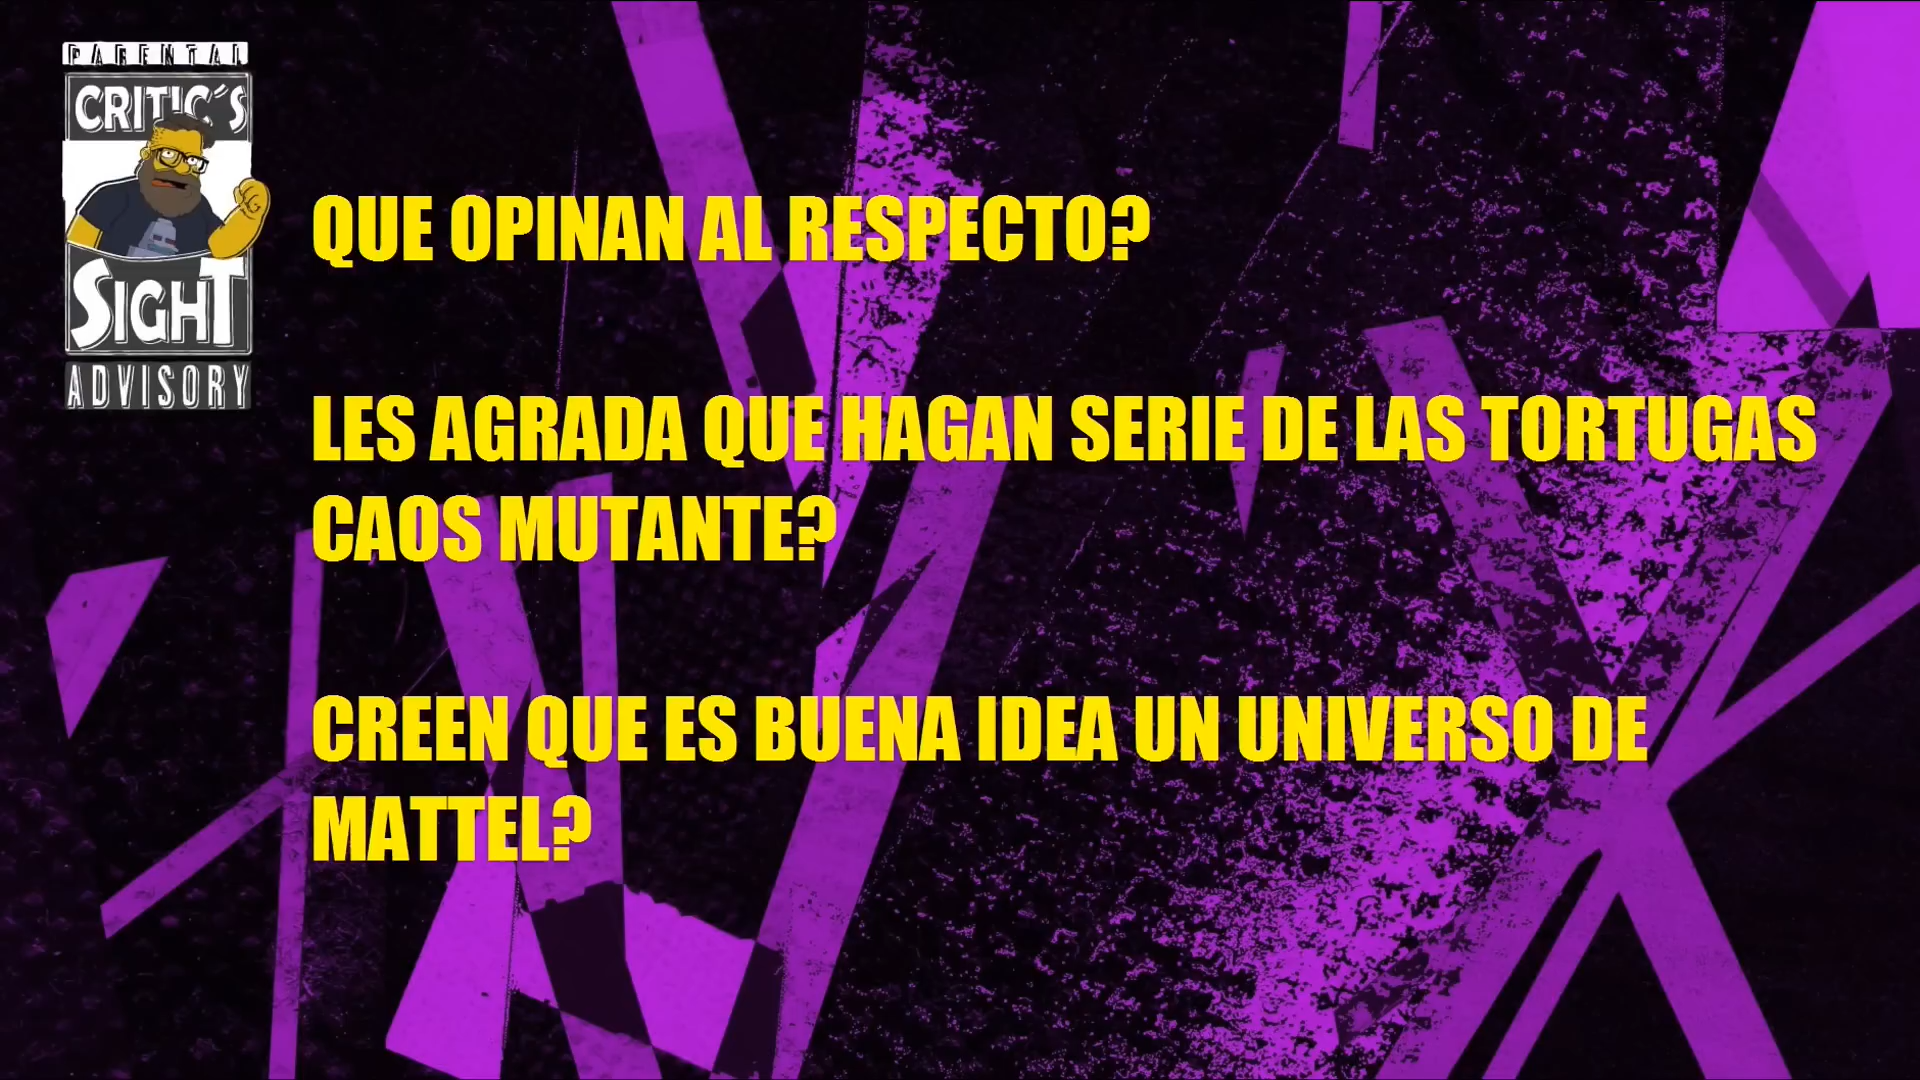 PARENTAL
CRITIC´S
SIGHT
ADVISORY
QUE OPINAN AL RESPECTO?
LES AGRADA QUE HAGAN SERIE DE LAS TORTUGAS
CAOS MUTANTE?
CREEN QUE ES BUENA IDEA UN UNIVERSO DE
MATTEL?